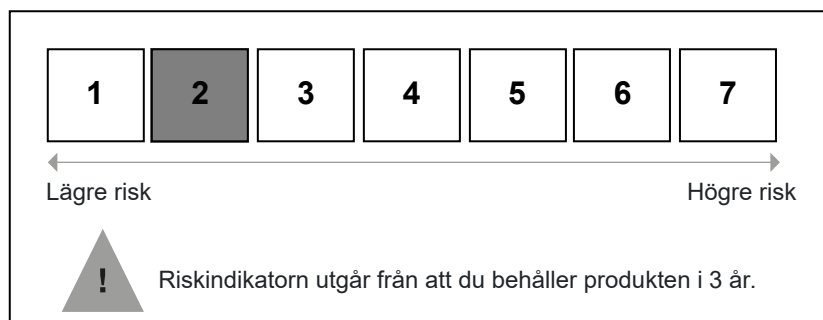 1 2 3 4 5 6 7
Lägre risk Högre risk
! Riskindikatorn utgår från att du behåller produkten i 3 år.